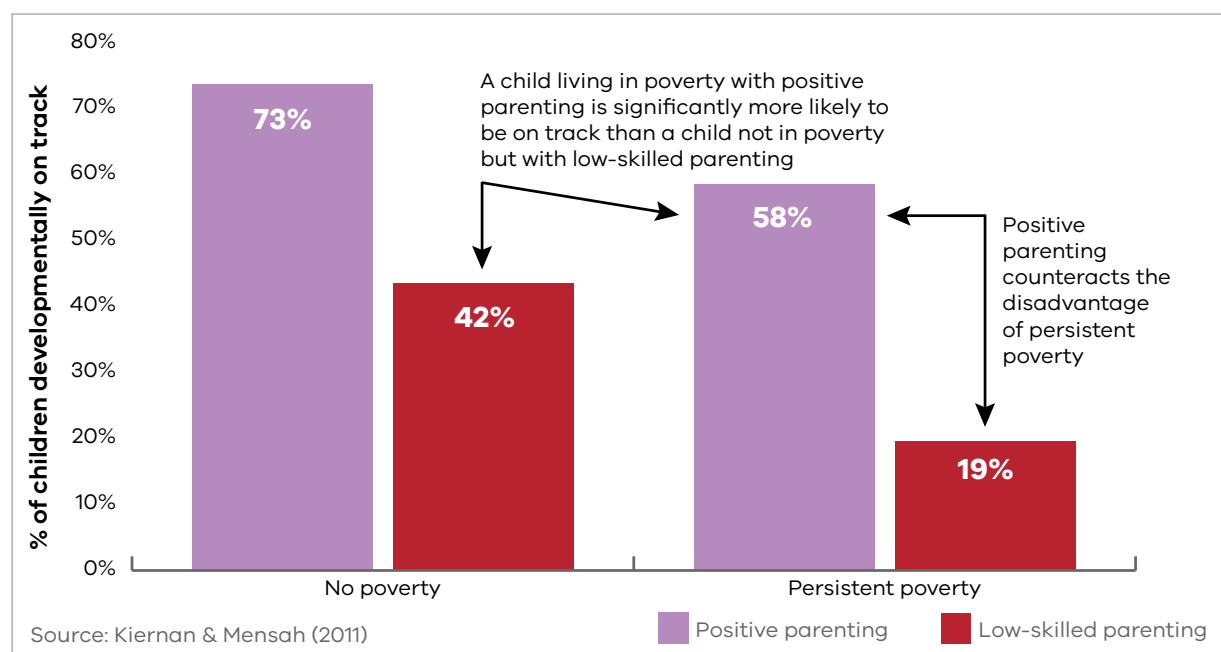 80%
70%
60%
50%
40%
30%
20%
10%
0%
% of children developmentally on track
A child living in poverty with positive
parenting is significantly more likely to
be on track than a child not in poverty
but with low-skilled parenting
73%
42%
58%
19%
Positive
parenting
counteracts the
disadvantage
of persistent
poverty
No poverty
Persistent poverty
Source: Kiernan & Mensah (2011)
Positive parenting
Low-skilled parenting